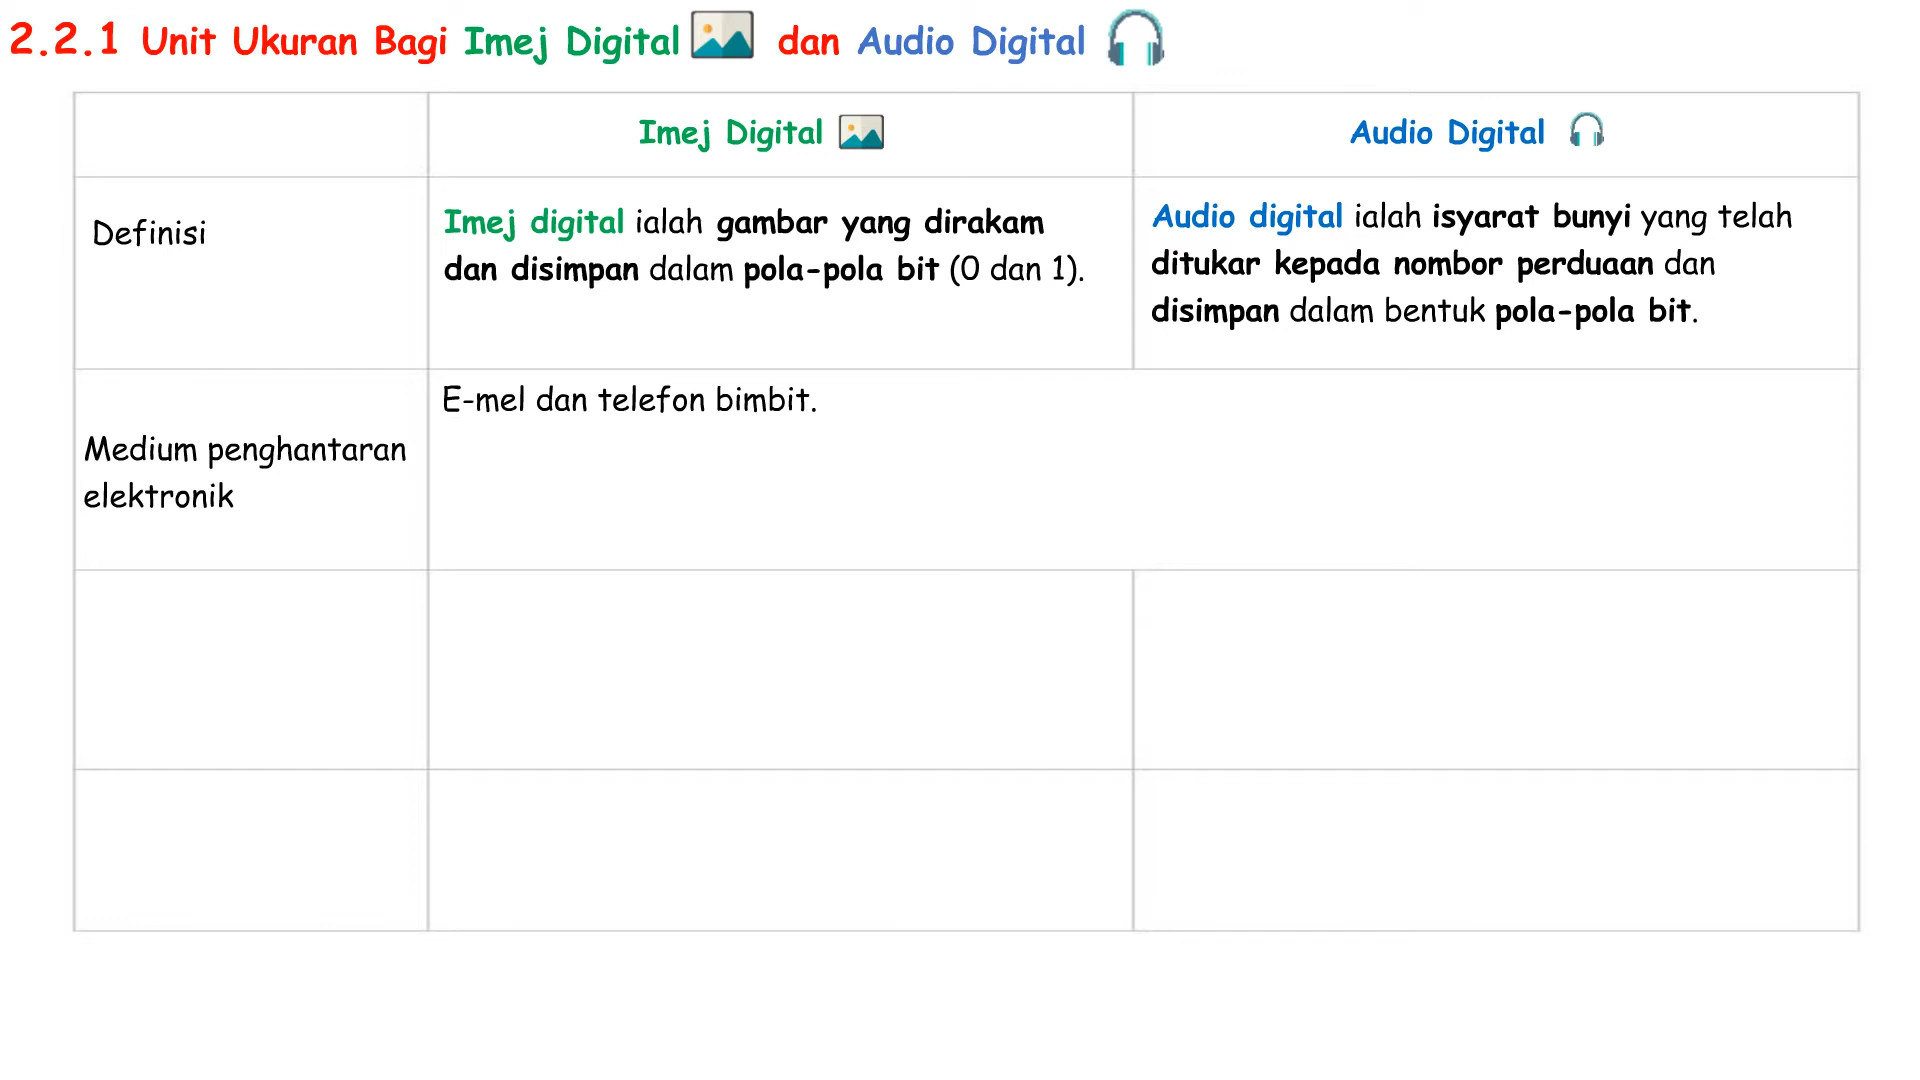 2.2.1 Unit Ukuran Bagi Imej Digital dan Audio Digital
Imej Digital
Audio Digital
Definisi
Imej digital ialah gambar yang dirakam
dan disimpan dalam pola-pola bit (0 dan 1).
Audio digital ialah isyarat bunyi yang telah
ditukar kepada nombor perduaan dan
disimpan dalam bentuk pola-pola bit.
Medium penghantaran
elektronik
E-mel dan telefon bimbit.